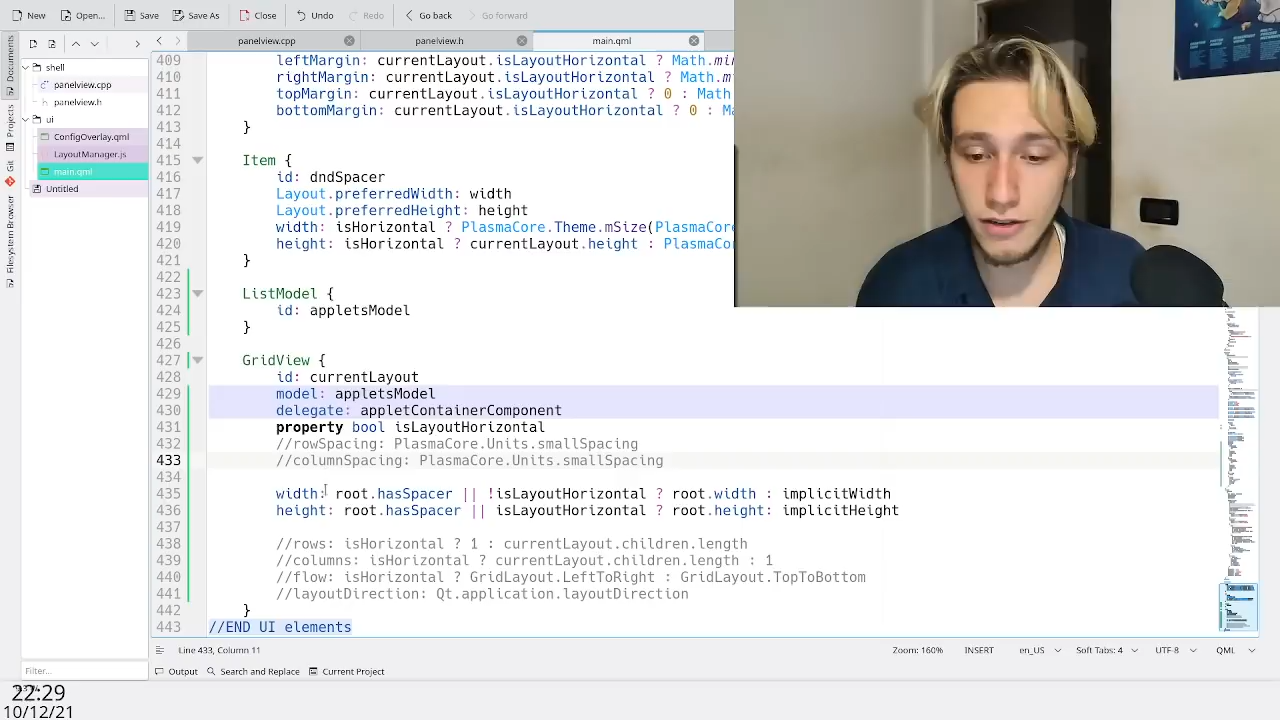 New Open... Save Save As Close Undo Redo Go back Go forward
panelview.cpp panelview.h main.qml
Documents
Projects
Git
Filesystem Browser
shell
panelview.cpp
panelview.h
ui
ConfigOverlay.qml
LayoutManager.js
main.qml
Untitled
409 leftMargin: currentLayout.isLayoutHorizontal ? Math.mi
410 rightMargin: currentLayout.isLayoutHorizontal ? Math.m
411 topMargin: currentLayout.isLayoutHorizontal ? 0 : Math
412 bottomMargin: currentLayout.isLayoutHorizontal ? 0 : M
413 }
414
415 Item {
416 id: dndSpacer
417 Layout.preferredWidth: width
418 Layout.preferredHeight: height
419 width: isHorizontal ? PlasmaCore.Theme.mSize(PlasmaCo
420 height: isHorizontal ? currentLayout.height : PlasmaCo
421 }
422
423 ListModel {
424 id: appletsModel
425 }
426
427 GridView {
428 id: currentLayout
429 model: appletsModel
430 delegate: appletContainerComponent
431 property bool isLayoutHorizontal
432 //rowSpacing: PlasmaCore.Units.smallSpacing
433 //columnSpacing: PlasmaCore.Units.smallSpacing
434
435 width: root.hasSpacer || !isLayoutHorizontal ? root.width : implicitWidth
436 height: root.hasSpacer || isLayoutHorizontal ? root.height: implicitHeight
437
438 //rows: isHorizontal ? 1 : currentLayout.children.length
439 //columns: isHorizontal ? currentLayout.children.length : 1
440 //flow: isHorizontal ? GridLayout.LeftToRight : GridLayout.TopToBottom
441 //layoutDirection: Qt.application.layoutDirection
442 }
443 //END UI elements
Line 433, Column 11 Zoom: 160% INSERT en_US Soft Tabs: 4 UTF-8 QML
Filter...
Output Search and Replace Current Project
22:29
10/12/21